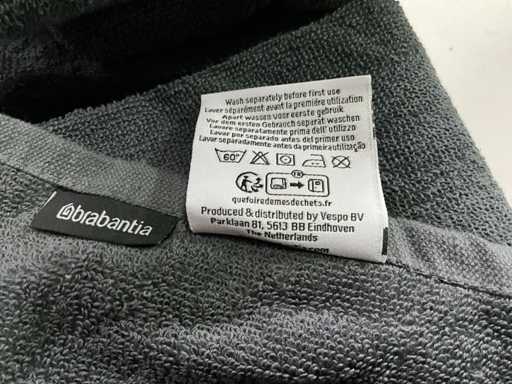 Wash separately before first use
Laver séparément avant la première utilization
Apart wassen voor eerste gebruik
Vor dem ersten Gebrauch separat waschen
Lavare separatamente prima dell' utilizzo
Lavar por separado antes del primer uso
Lavar separadamente antes da primeira utilização
60°
FR
quefairedemesdechets.fr
Produced & distributed by Vespo BV
Parklaan 81, 5613 BB Eindhoven
The Netherlands
brabantia